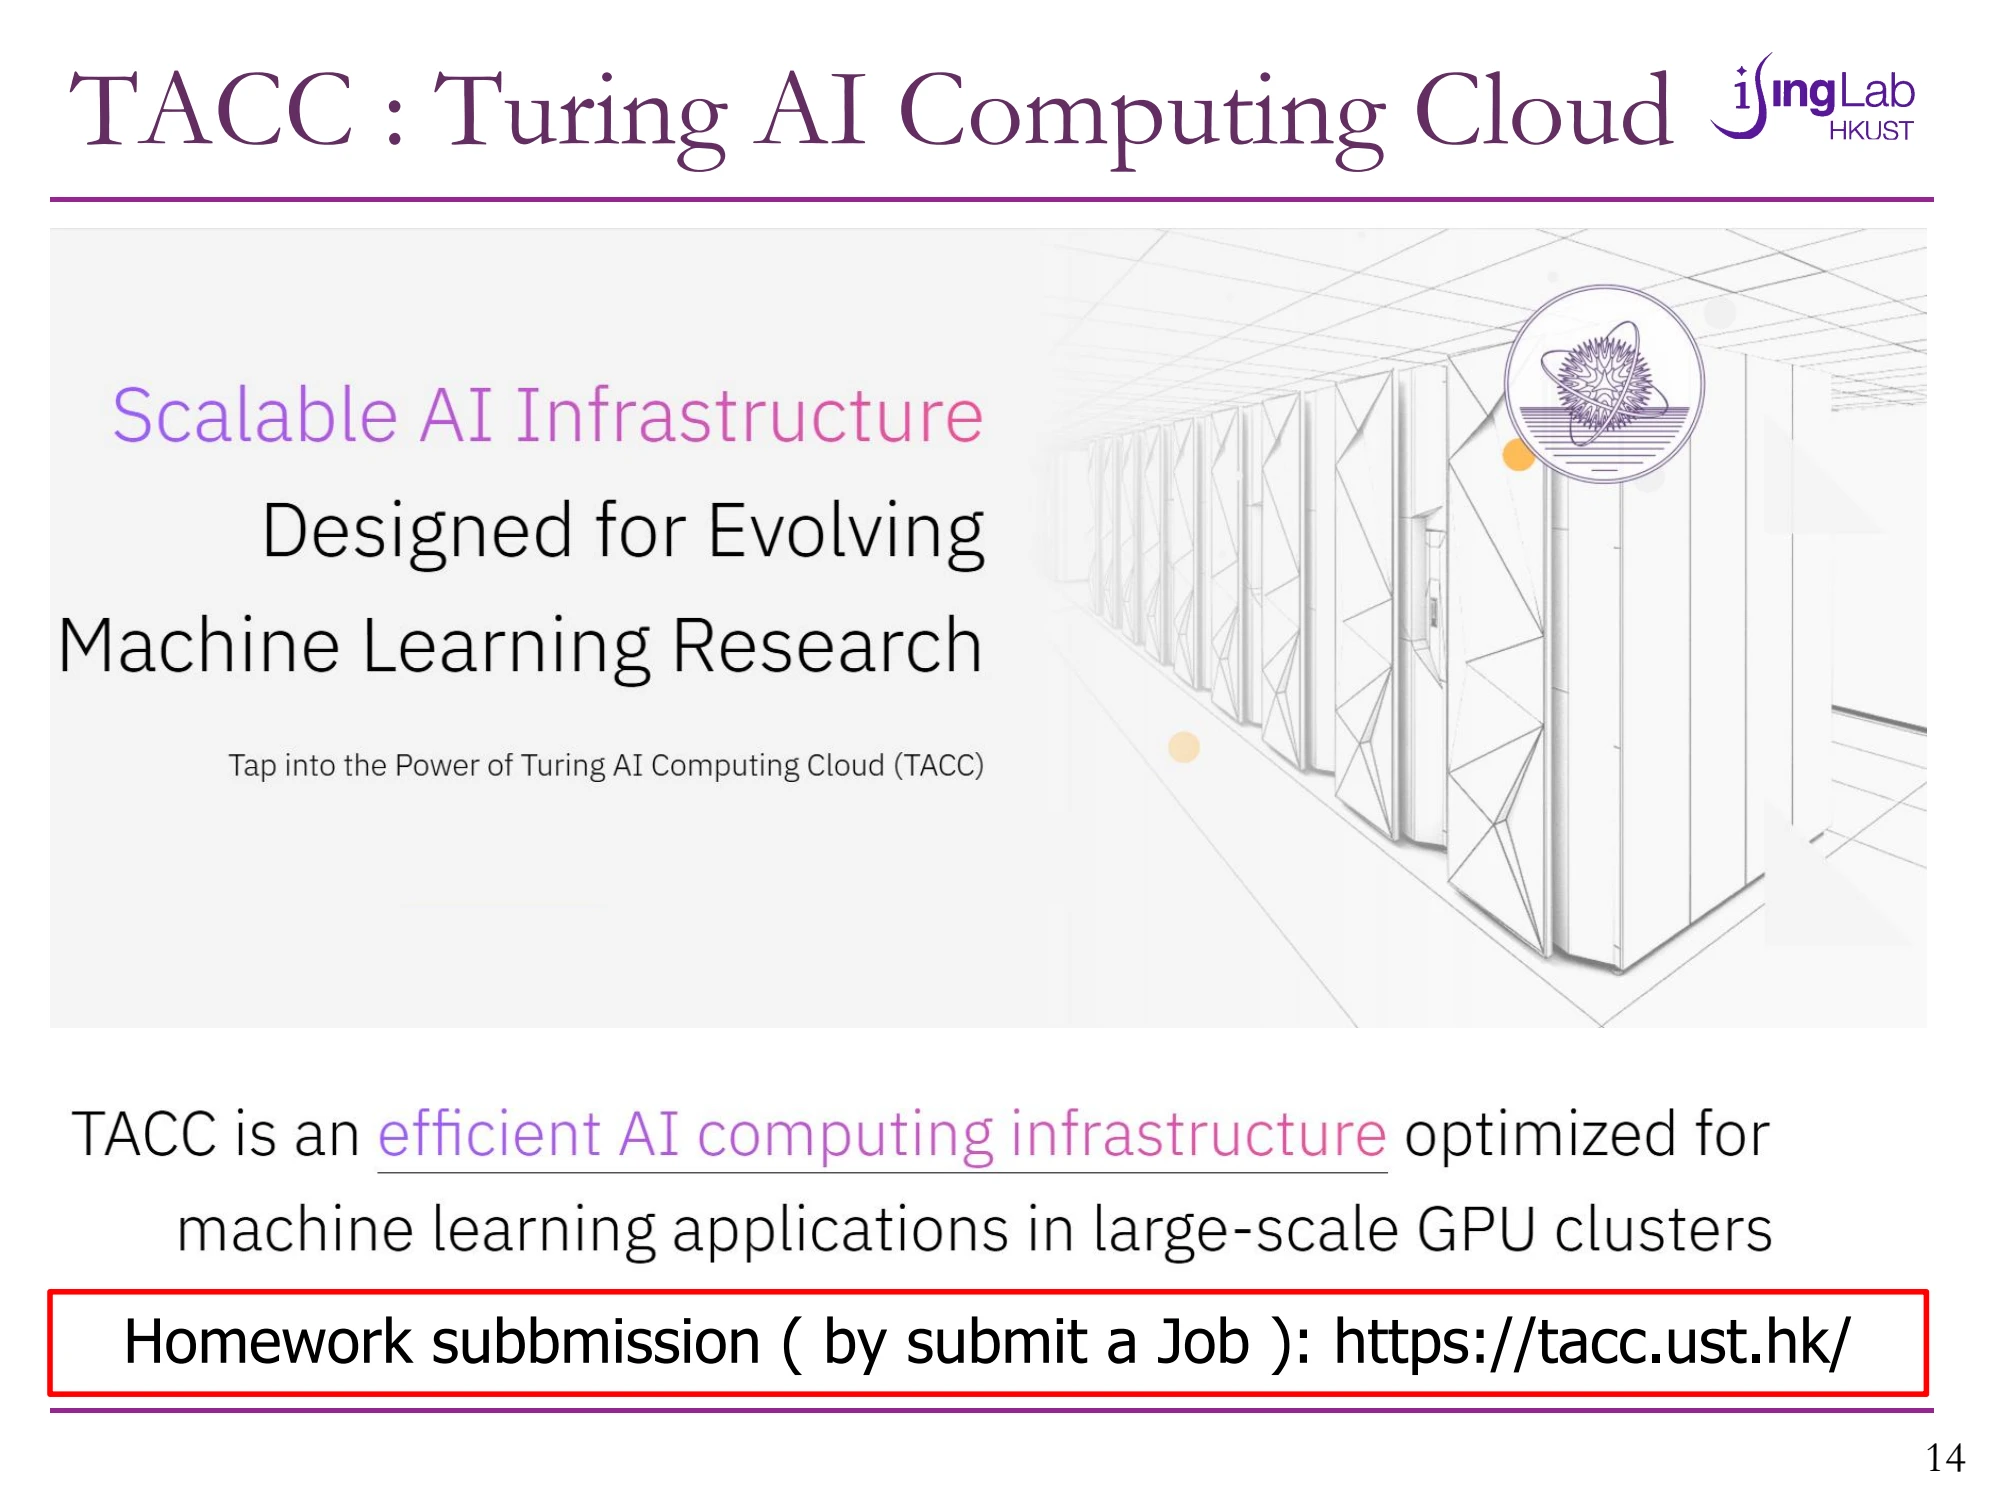 TACC : Turing AI Computing Cloud
isingLab
HKUST
Scalable AI Infrastructure
Designed for Evolving
Machine Learning Research
Tap into the Power of Turing AI Computing Cloud (TACC)
TACC is an efficient AI computing infrastructure optimized for
machine learning applications in large-scale GPU clusters
Homework subbmission ( by submit a Job ): https://tacc.ust.hk/
14